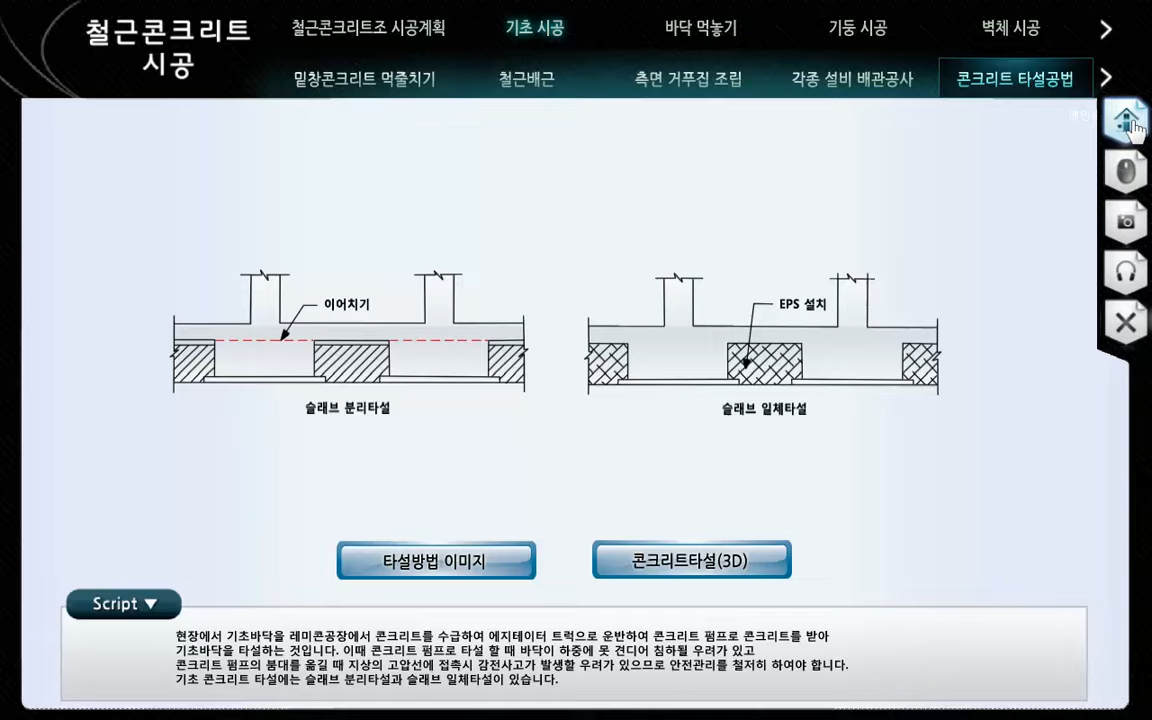 철근콘크리트
시공
철근콘크리트조 시공계획
기초 시공
바닥 먹놓기
기둥 시공
벽체 시공
밑창콘크리트 먹줄치기
철근배근
측면 거푸집 조립
각종 설비 배관공사
콘크리트 타설공법
이어치기
EPS 설치
슬래브 분리타설
슬래브 일체타설
타설방법 이미지
콘크리트타설(3D)
Script ▼
현장에서 기초바닥을 레미콘공장에서 콘크리트를 수급하여 에지테이터 트럭으로 운반하여 콘크리트 펌프로 콘크리트를 받아
기초바닥을 타설하는 것입니다. 이때 콘크리트 펌프로 타설 할 때 바닥이 하중에 못 견디어 침하될 우려가 있고
콘크리트 펌프의 붐대를 옮길 때 지상의 고압선에 접촉시 감전사고가 발생할 우려가 있으므로 안전관리를 철저히 하여야 합니다.
기초 콘크리트 타설에는 슬래브 분리타설과 슬래브 일체타설이 있습니다.